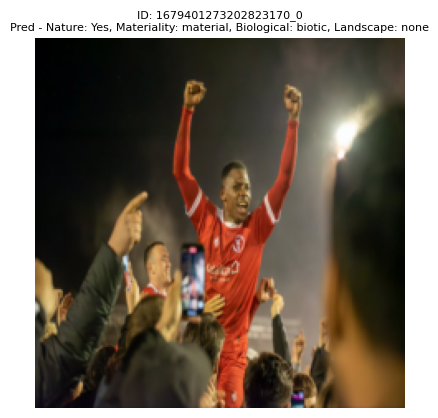 ID: 1679401273202823170_0
Pred - Nature: Yes, Materiality: material, Biological: biotic, Landscape: none